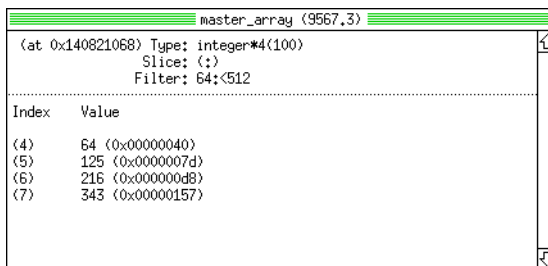 master_array (9567.3)
(at 0x140821068) Type: integer*4(100)
Slice: (:)
Filter: 64:<512
Index Value
(4) 64 (0x00000040)
(5) 125 (0x0000007d)
(6) 216 (0x000000d8)
(7) 343 (0x00000157)